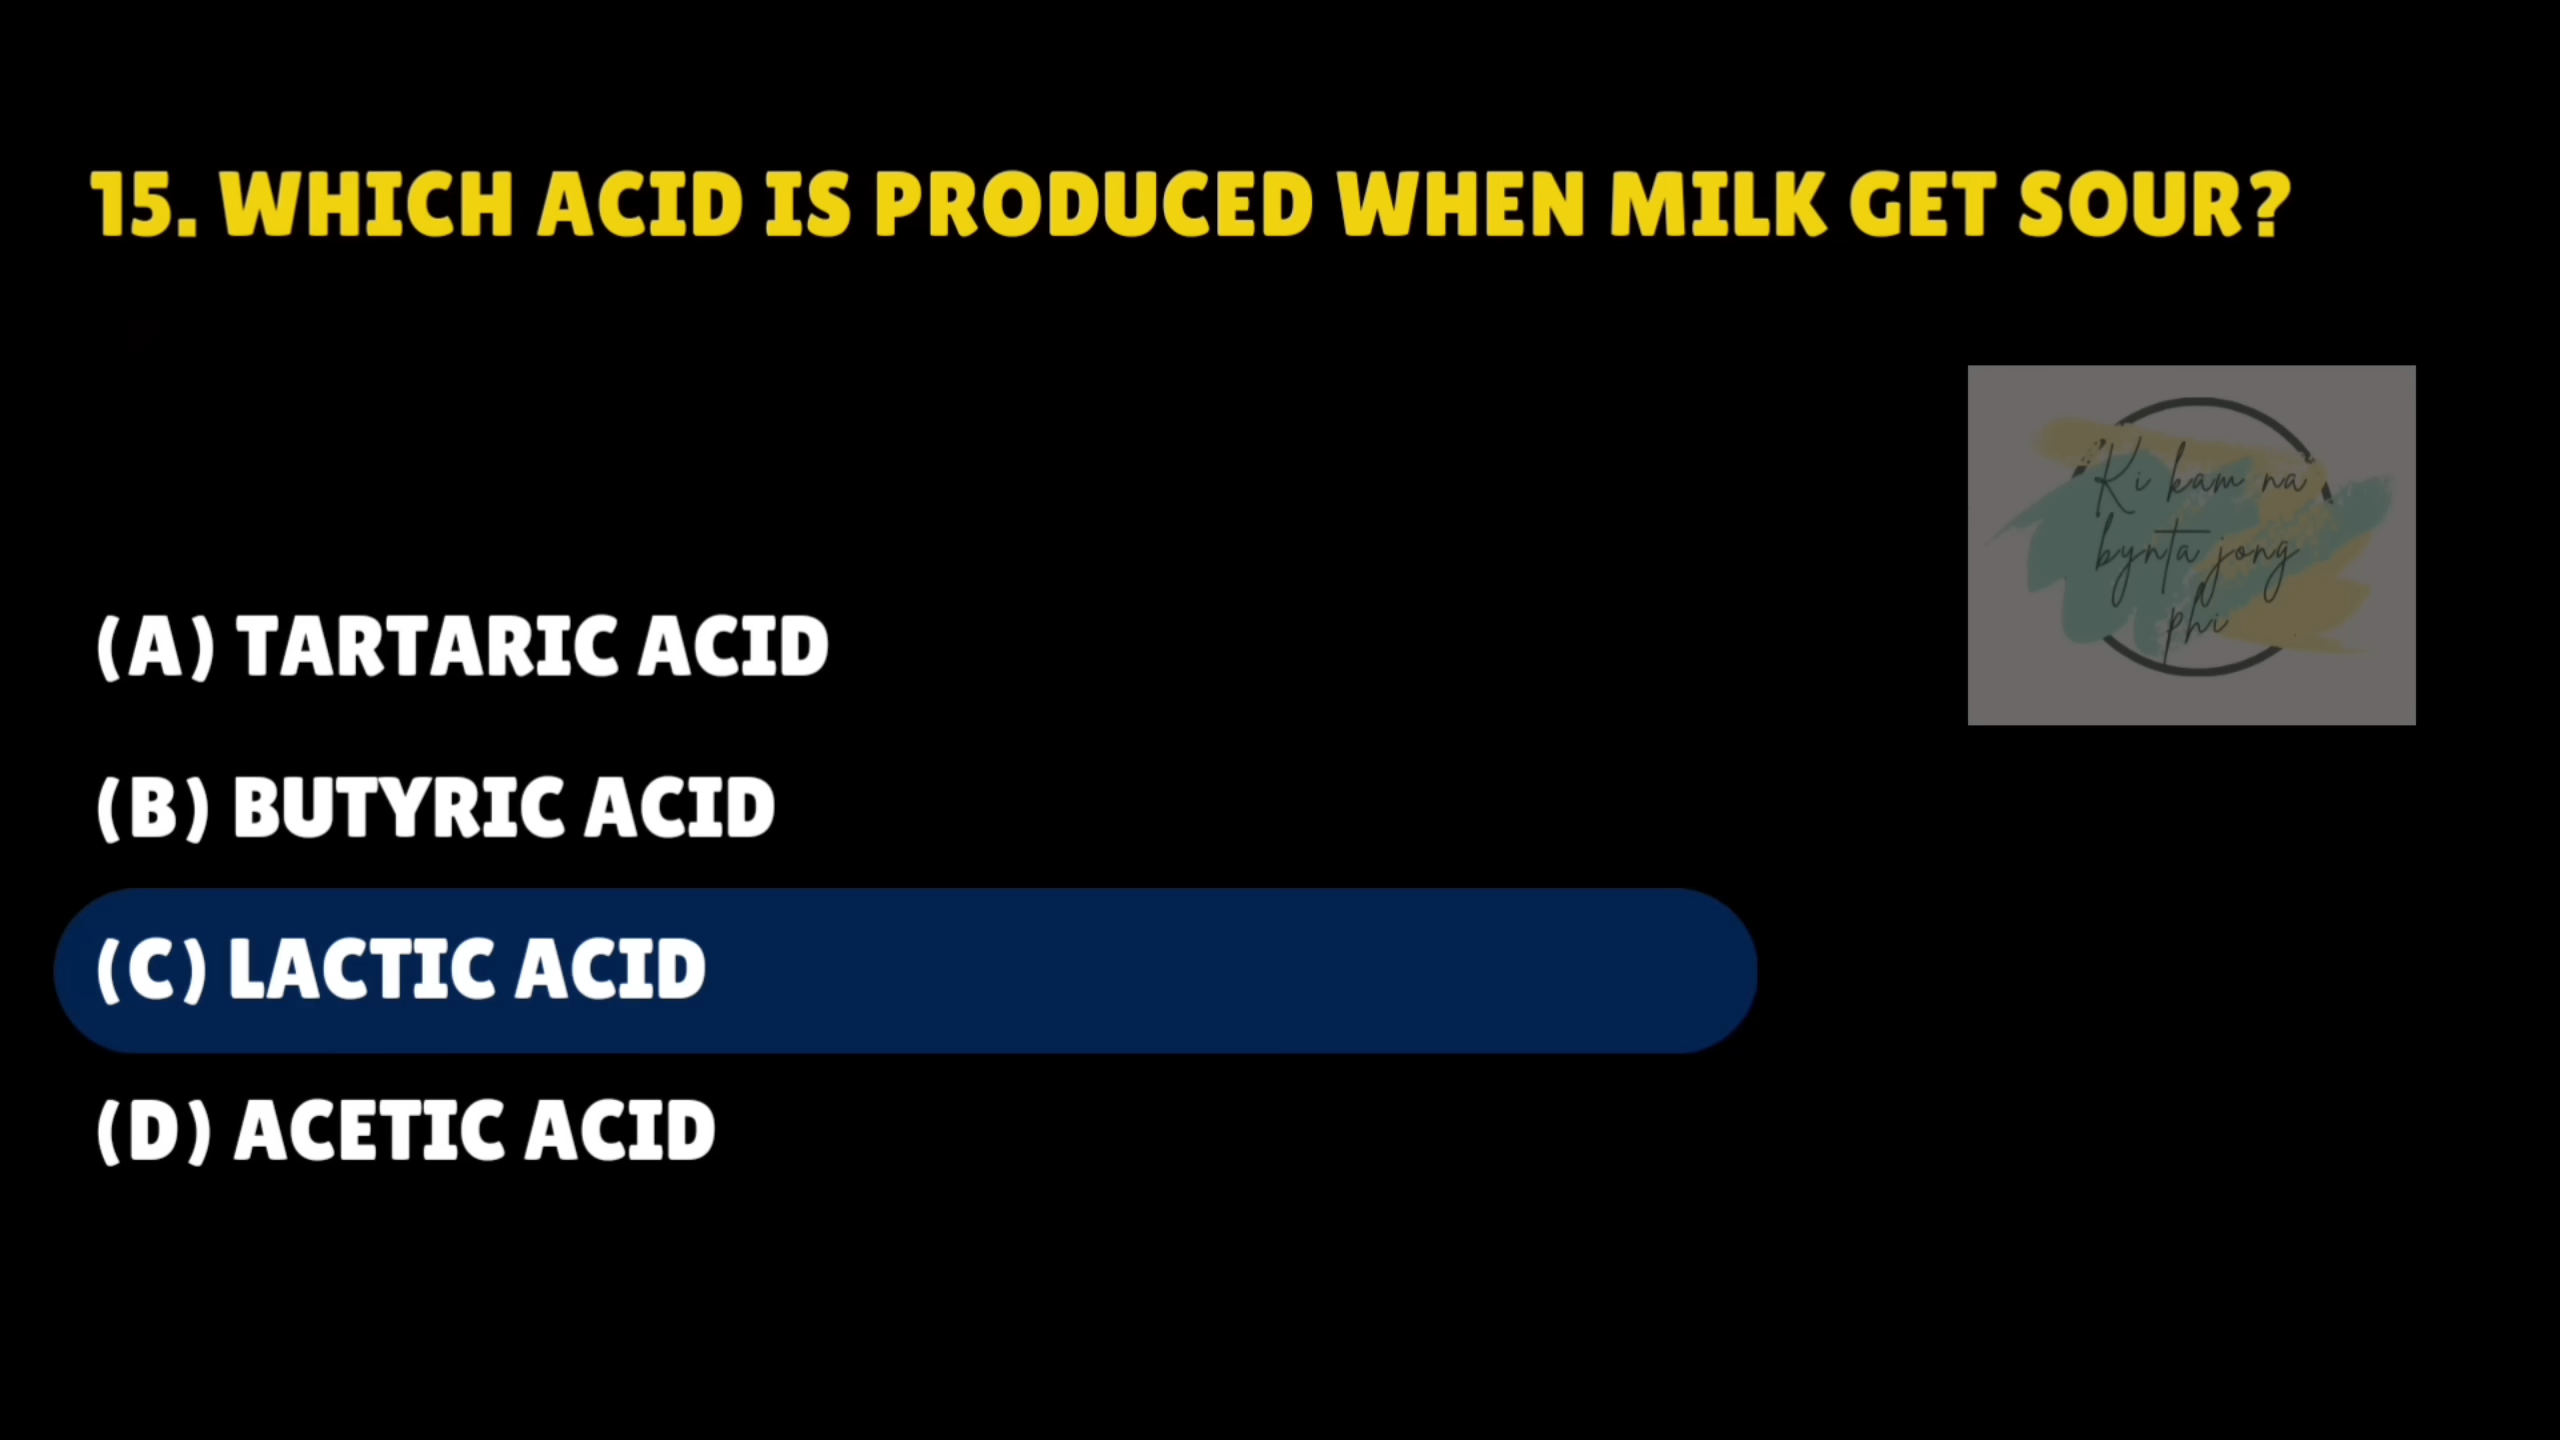 15. WHICH ACID IS PRODUCED WHEN MILK GET SOUR?
Ki kam na
bynta jong
phi
(A) TARTARIC ACID
(B) BUTYRIC ACID
(C) LACTIC ACID
(D) ACETIC ACID